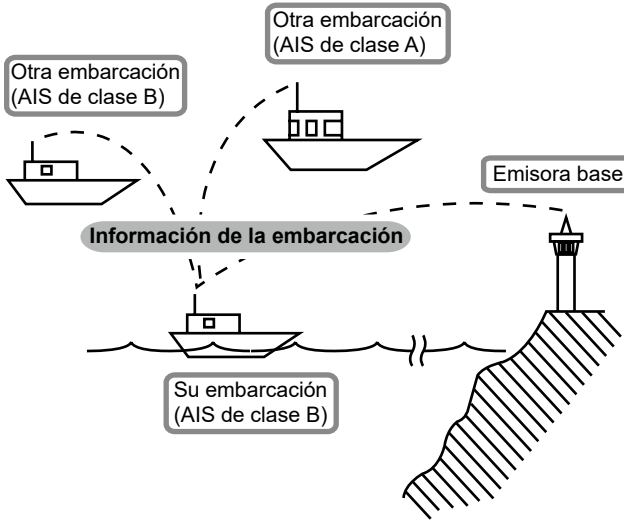 Otra embarcación
(AIS de clase A)
Otra embarcación
(AIS de clase B)
Emisora base
Información de la embarcación
Su embarcación
(AIS de clase B)